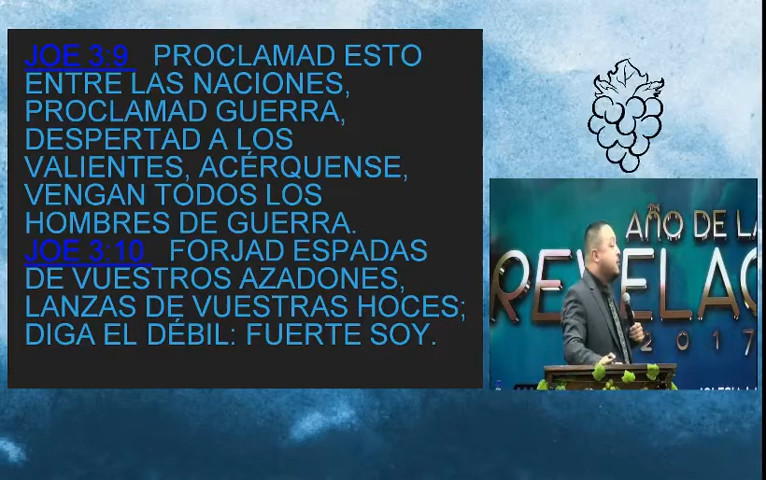 JOE 3:9 PROCLAMAD ESTO
ENTRE LAS NACIONES,
PROCLAMAD GUERRA,
DESPERTAD A LOS
VALIENTES, ACÉRQUENSE,
VENGAN TODOS LOS
HOMBRES DE GUERRA.
JOE 3:10 FORJAD ESPADAS
DE VUESTROS AZADONES,
LANZAS DE VUESTRAS HOCES;
DIGA EL DÉBIL: FUERTE SOY.
AÑO DE LA
2017